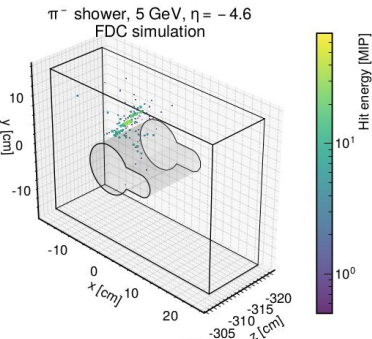 π⁻ shower, 5 GeV, η = −4.6
FDC simulation
Hit energy [MIP]
10¹
10⁰
y [cm]
10
0
-10
-10
0
10
20
x [cm]
-320
-315
-310
-305
z [cm]